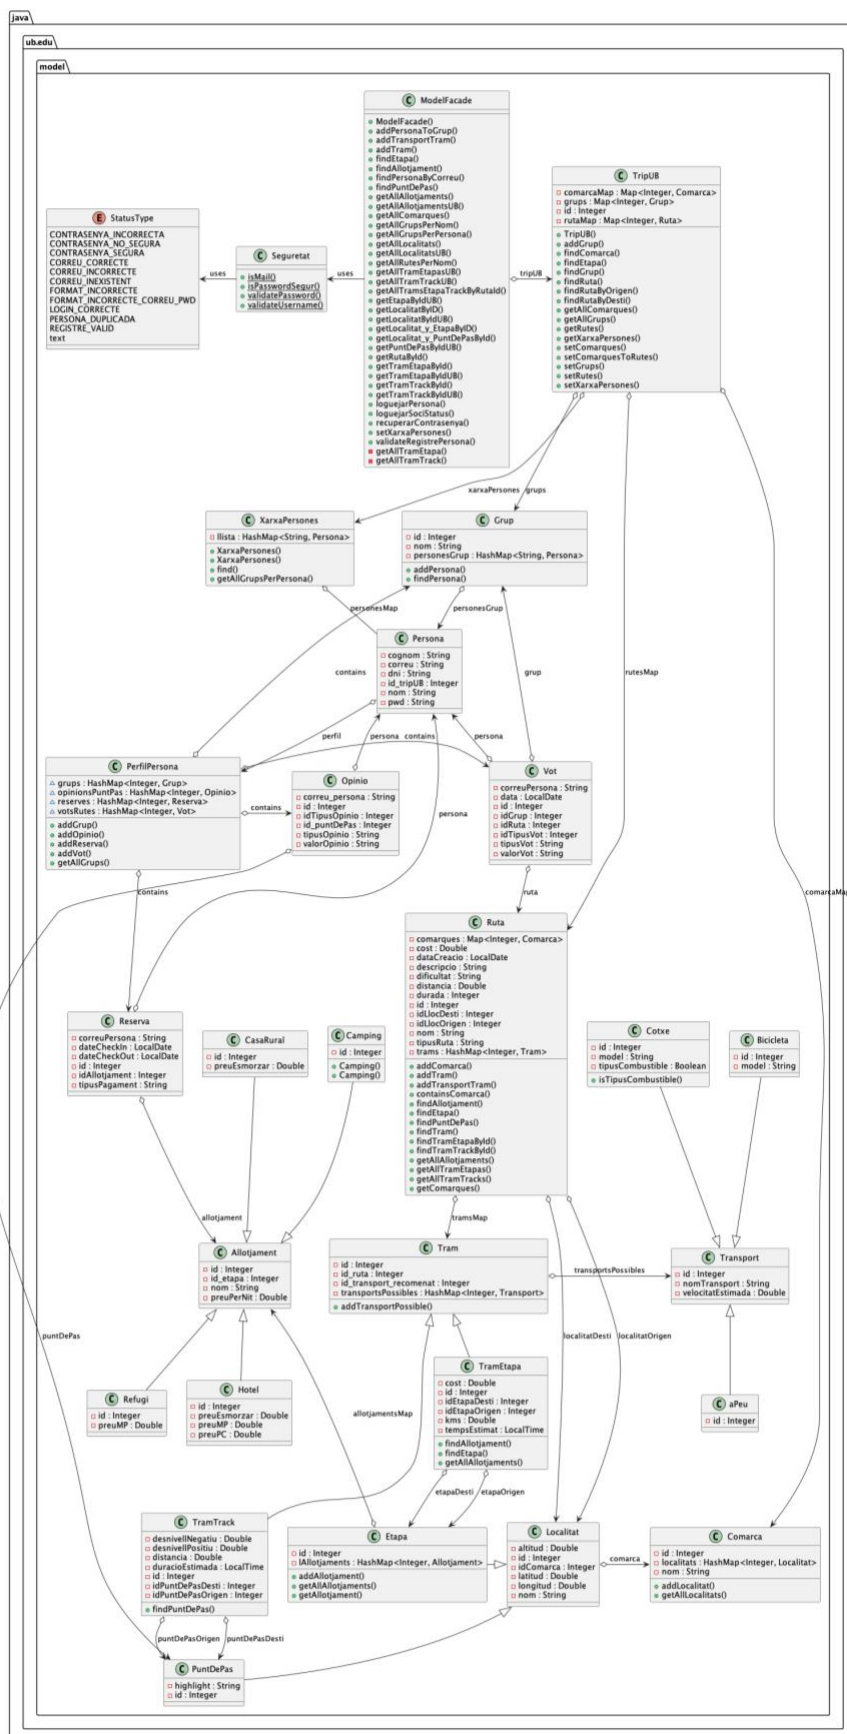 java
ub.edu
model
C ModelFacade
ModelFacade()
addPersonaToGrup()
addTransportTram()
addTram()
findEtapa()
findAllotjament()
findPersonaByCorreu()
findPuntDePas()
getAllAllotjaments()
getAllAllotjamentsUB()
getAllComarques()
getAllGrupsPerNom()
getAllGrupsPerPersona()
getAllLocalitats()
getAllLocalitatsUB()
getAllRutesPerNom()
getAllTramEtapasUB()
getAllTramTrackUB()
getAllTramsEtapaTrackByRutaId()
getEtapaByIdUB()
getLocalitatByID()
getLocalitatByIdUB()
getLocalitat_y_EtapaByID()
getLocalitat_y_PuntDePasById()
getPuntDePasByIdUB()
getRutaById()
getTramEtapaById()
getTramEtapaByIdUB()
getTramTrackById()
getTramTrackByIdUB()
loguejarPersona()
loguejarSociStatus()
recuperarContrasenya()
setXarxaPersones()
validateRegistrePersona()
getAllTramEtapa()
getAllTramTrack()
C TripUB
comarcaMap : Map<Integer, Comarca>
grups : Map<Integer, Grup>
id : Integer
rutaMap : Map<Integer, Ruta>
TripUB()
addGrup()
findComarca()
findEtapa()
findGrup()
findRuta()
findRutaByOrigen()
findRutaByDesti()
getAllComarques()
getAllGrups()
getRutes()
getXarxaPersones()
setComarques()
setComarquesToRutes()
setGrups()
setRutes()
setXarxaPersones()
E StatusType
CONTRASENYA_INCORRECTA
CONTRASENYA_NO_SEGURA
CONTRASENYA_SEGURA
CORREU_CORRECTE
CORREU_INCORRECTE
CORREU_INEXISTENT
FORMAT_INCORRECTE
FORMAT_INCORRECTE_CORREU_PWD
LOGIN_CORRECTE
PERSONA_DUPLICADA
REGISTRE_VALID
text
uses
C Seguretat
isMail()
isPasswordSegur()
validatePassword()
validateUsername()
uses
tripUB
xarxaPersones
grups
C XarxaPersones
llista : HashMap<String, Persona>
XarxaPersones()
XarxaPersones()
find()
getAllGrupsPerPersona()
C Grup
id : Integer
nom : String
personesGrup : HashMap<String, Persona>
addPersona()
findPersona()
personesMap
personesGrup
C Persona
cognom : String
correu : String
dni : String
id_tripUB : Integer
nom : String
pwd : String
contains
grup
rutesMap
perfil
persona
contains
persona
C PerfilPersona
grups : HashMap<Integer, Grup>
opinionsPuntPas : HashMap<Integer, Opinio>
reserves : HashMap<Integer, Reserva>
votsRutes : HashMap<Integer, Vot>
addGrup()
addOpinio()
addReserva()
addVot()
getAllGrups()
contains
C Opinio
correu_persona : String
id : Integer
idTipusOpinio : Integer
id_puntDePas : Integer
tipusOpinio : String
valorOpinio : String
persona
C Vot
correuPersona : String
data : LocalDate
id : Integer
idGrup : Integer
idRuta : Integer
idTipusVot : Integer
tipusVot : String
valorVot : String
contains
ruta
comarcaMap
C Ruta
comarques : Map<Integer, Comarca>
cost : Double
dataCreacio : LocalDate
descripcio : String
dificultat : String
distancia : Double
durada : Integer
id : Integer
idLlocDesti : Integer
idLlocOrigen : Integer
nom : String
tipusRuta : String
trams : HashMap<Integer, Tram>
addComarca()
addTram()
addTransportTram()
containsComarca()
findAllotjament()
findEtapa()
findPuntDePas()
findTram()
findTramEtapaById()
findTramTrackById()
getAllAllotjaments()
getAllTramEtapas()
getAllTramTracks()
getComarques()
C Reserva
correuPersona : String
dateCheckIn : LocalDate
dateCheckOut : LocalDate
id : Integer
idAllotjament : Integer
tipusPagament : String
C CasaRural
id : Integer
preuEsmorzar : Double
C Camping
id : Integer
Camping()
Camping()
C Cotxe
id : Integer
model : String
tipusCombustible : Boolean
isTipusCombustible()
C Bicicleta
id : Integer
model : String
allotjament
tramsMap
C Allotjament
id : Integer
id_etapa : Integer
nom : String
preuPerNit : Double
C Tram
id : Integer
id_ruta : Integer
id_transport_recomenat : Integer
transportsPossibles : HashMap<Integer, Transport>
addTransportPossible()
transportsPossibles
C Transport
id : Integer
nomTransport : String
velocitatEstimada : Double
puntDePas
localitatDesti
localitatOrigen
C Refugi
id : Integer
preuMP : Double
C Hotel
id : Integer
preuEsmorzar : Double
preuMP : Double
preuPC : Double
allotjamentsMap
C TramEtapa
cost : Double
id : Integer
idEtapaDesti : Integer
idEtapaOrigen : Integer
kms : Double
tempsEstimat : LocalTime
findAllotjament()
findEtapa()
getAllAllotjaments()
C aPeu
id : Integer
etapaDesti
etapaOrigen
C TramTrack
desnivellNegatiu : Double
desnivellPositiu : Double
distancia : Double
duracioEstimada : LocalTime
id : Integer
idPuntDePasDesti : Integer
idPuntDePasOrigen : Integer
findPuntDePas()
C Etapa
id : Integer
lAllotjaments : HashMap<Integer, Allotjament>
addAllotjament()
getAllAllotjaments()
getAllotjament()
C Localitat
altitud : Double
id : Integer
idComarca : Integer
latitud : Double
longitud : Double
nom : String
comarca
C Comarca
id : Integer
localitats : HashMap<Integer, Localitat>
nom : String
addLocalitat()
getAllLocalitats()
puntDePasOrigen
puntDePasDesti
C PuntDePas
highlight : String
id : Integer